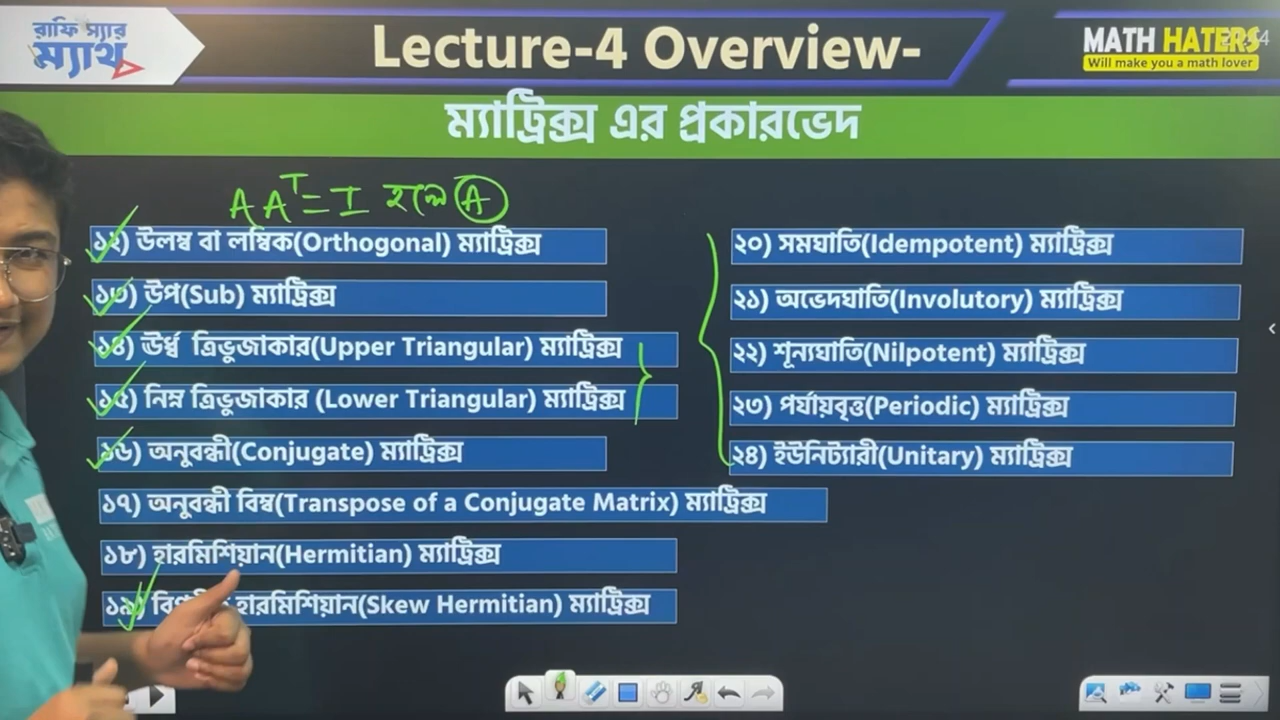 রাফি স্যার
ম্যাথ
Lecture-4 Overview-
MATH HATERS
Will make you a math lover
ম্যাট্রিক্স এর প্রকারভেদ
AAᵀ = I হলে A
১২) উলম্ব বা লম্বিক(Orthogonal) ম্যাট্রিক্স
১৩) উপ(Sub) ম্যাট্রিক্স
১৪) ঊর্ধ্ব ত্রিভুজাকার(Upper Triangular) ম্যাট্রিক্স
১৫) নিম্ন ত্রিভুজাকার (Lower Triangular) ম্যাট্রিক্স
১৬) অনুবন্ধী(Conjugate) ম্যাট্রিক্স
১৭) অনুবন্ধী বিম্ব(Transpose of a Conjugate Matrix) ম্যাট্রিক্স
১৮) হারমিশিয়ান(Hermitian) ম্যাট্রিক্স
১৯) হারমিশিয়ান(Skew Hermitian) ম্যাট্রিক্স
২০) সমঘাতি(Idempotent) ম্যাট্রিক্স
২১) অভেদঘাতি(Involutory) ম্যাট্রিক্স
২২) শূন্যঘাতি(Nilpotent) ম্যাট্রিক্স
২৩) পর্যায়বৃত্ত(Periodic) ম্যাট্রিক্স
২৪) ইউনিট্যারী(Unitary) ম্যাট্রিক্স